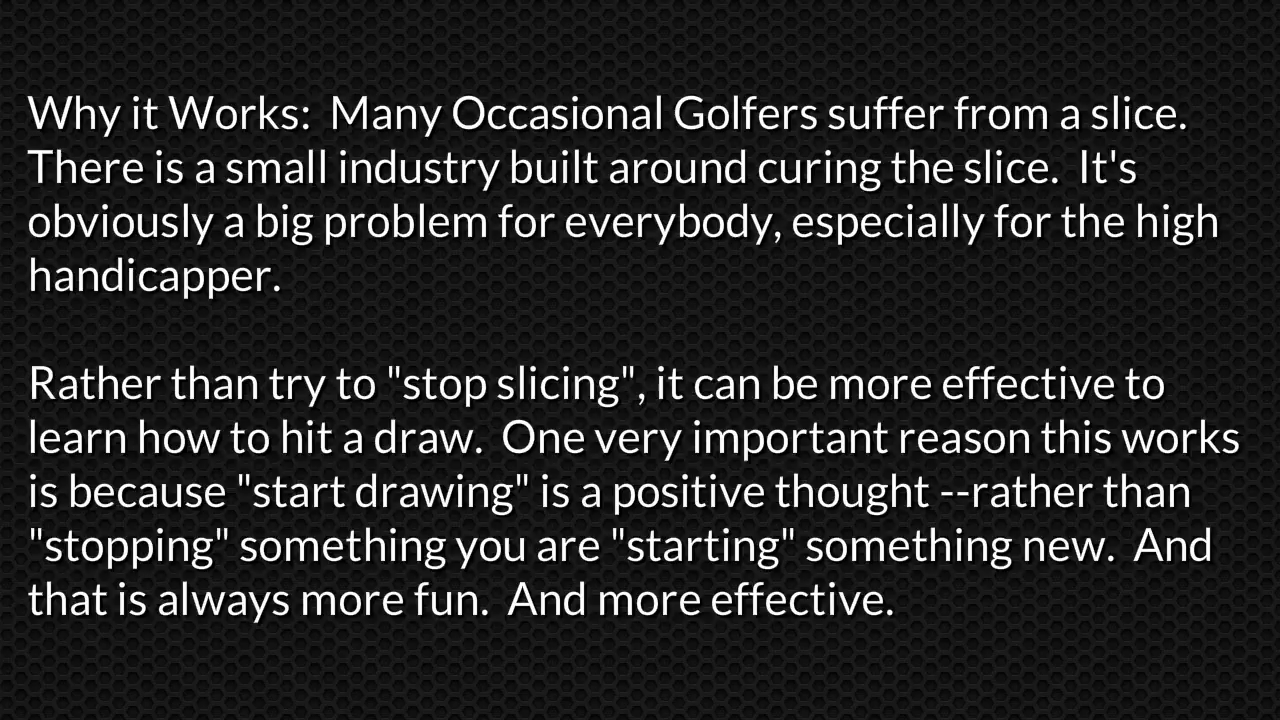 Why it Works:  Many Occasional Golfers suffer from a slice.
There is a small industry built around curing the slice.  It's
obviously a big problem for everybody, especially for the high
handicapper.
Rather than try to "stop slicing", it can be more effective to
learn how to hit a draw.  One very important reason this works
is because "start drawing" is a positive thought --rather than
"stopping" something you are "starting" something new.  And
that is always more fun.  And more effective.